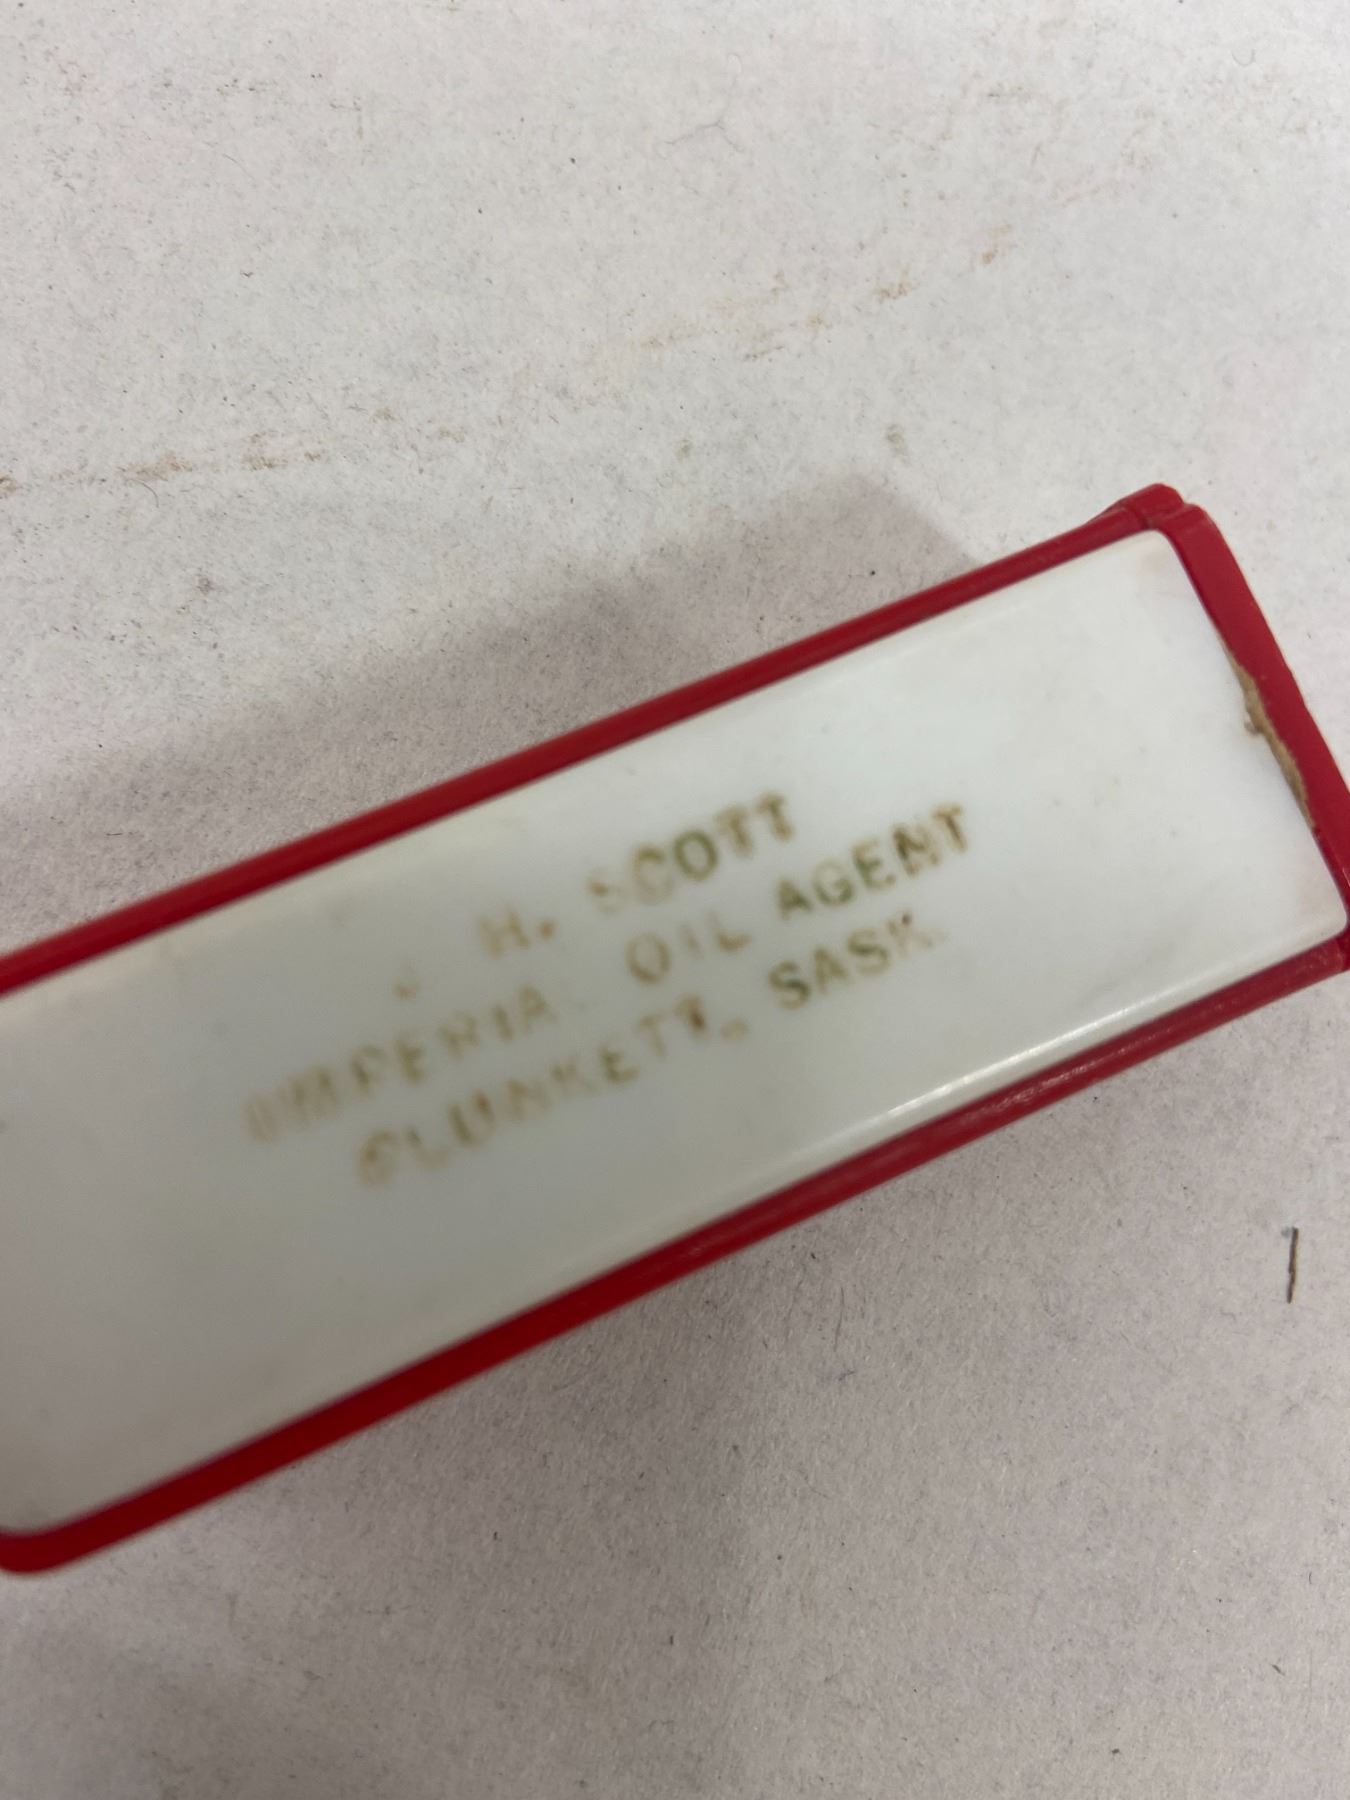 J. H. SCOTT
IMPERIAL OIL AGENT
PLUNKETT, SASK.